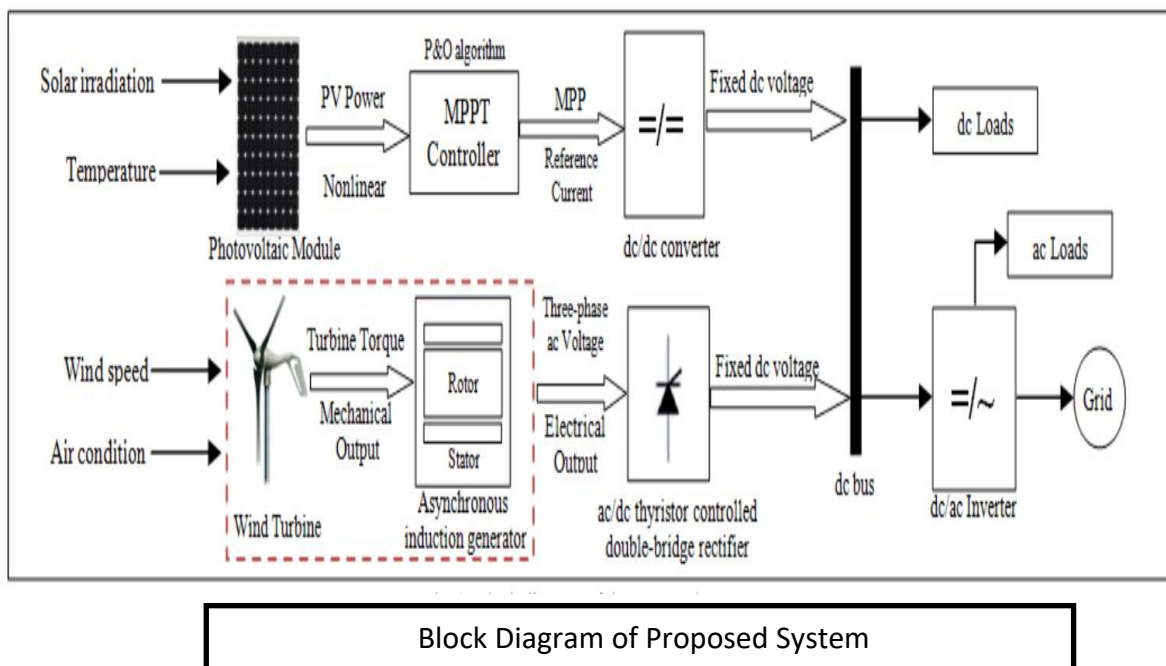 Solar irradiation
Temperature
Photovoltaic Module
PV Power
Nonlinear
P&O algorithm
MPPT
Controller
MPP
Reference
Current
=/=
dc/dc converter
Fixed dc voltage
dc Loads
ac Loads
Wind speed
Air condition
Wind Turbine
Turbine Torque
Mechanical
Output
Rotor
Stator
Asynchronous
induction generator
Three-phase
ac Voltage
Electrical
Output
ac/dc thyristor controlled
double-bridge rectifier
Fixed dc voltage
dc bus
=/~
dc/ac Inverter
Grid
Block Diagram of Proposed System